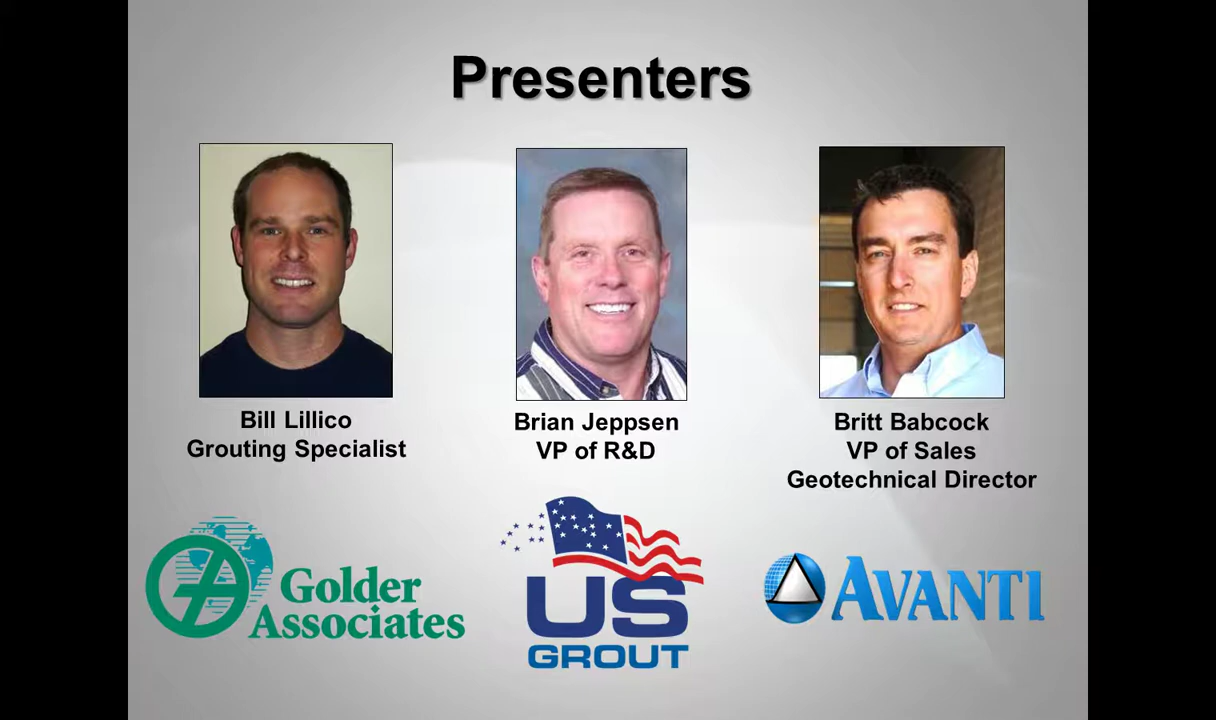 Presenters
Bill Lillico
Grouting Specialist
Brian Jeppsen
VP of R&D
Britt Babcock
VP of Sales
Geotechnical Director
Golder
Associates
US
GROUT
AVANTI